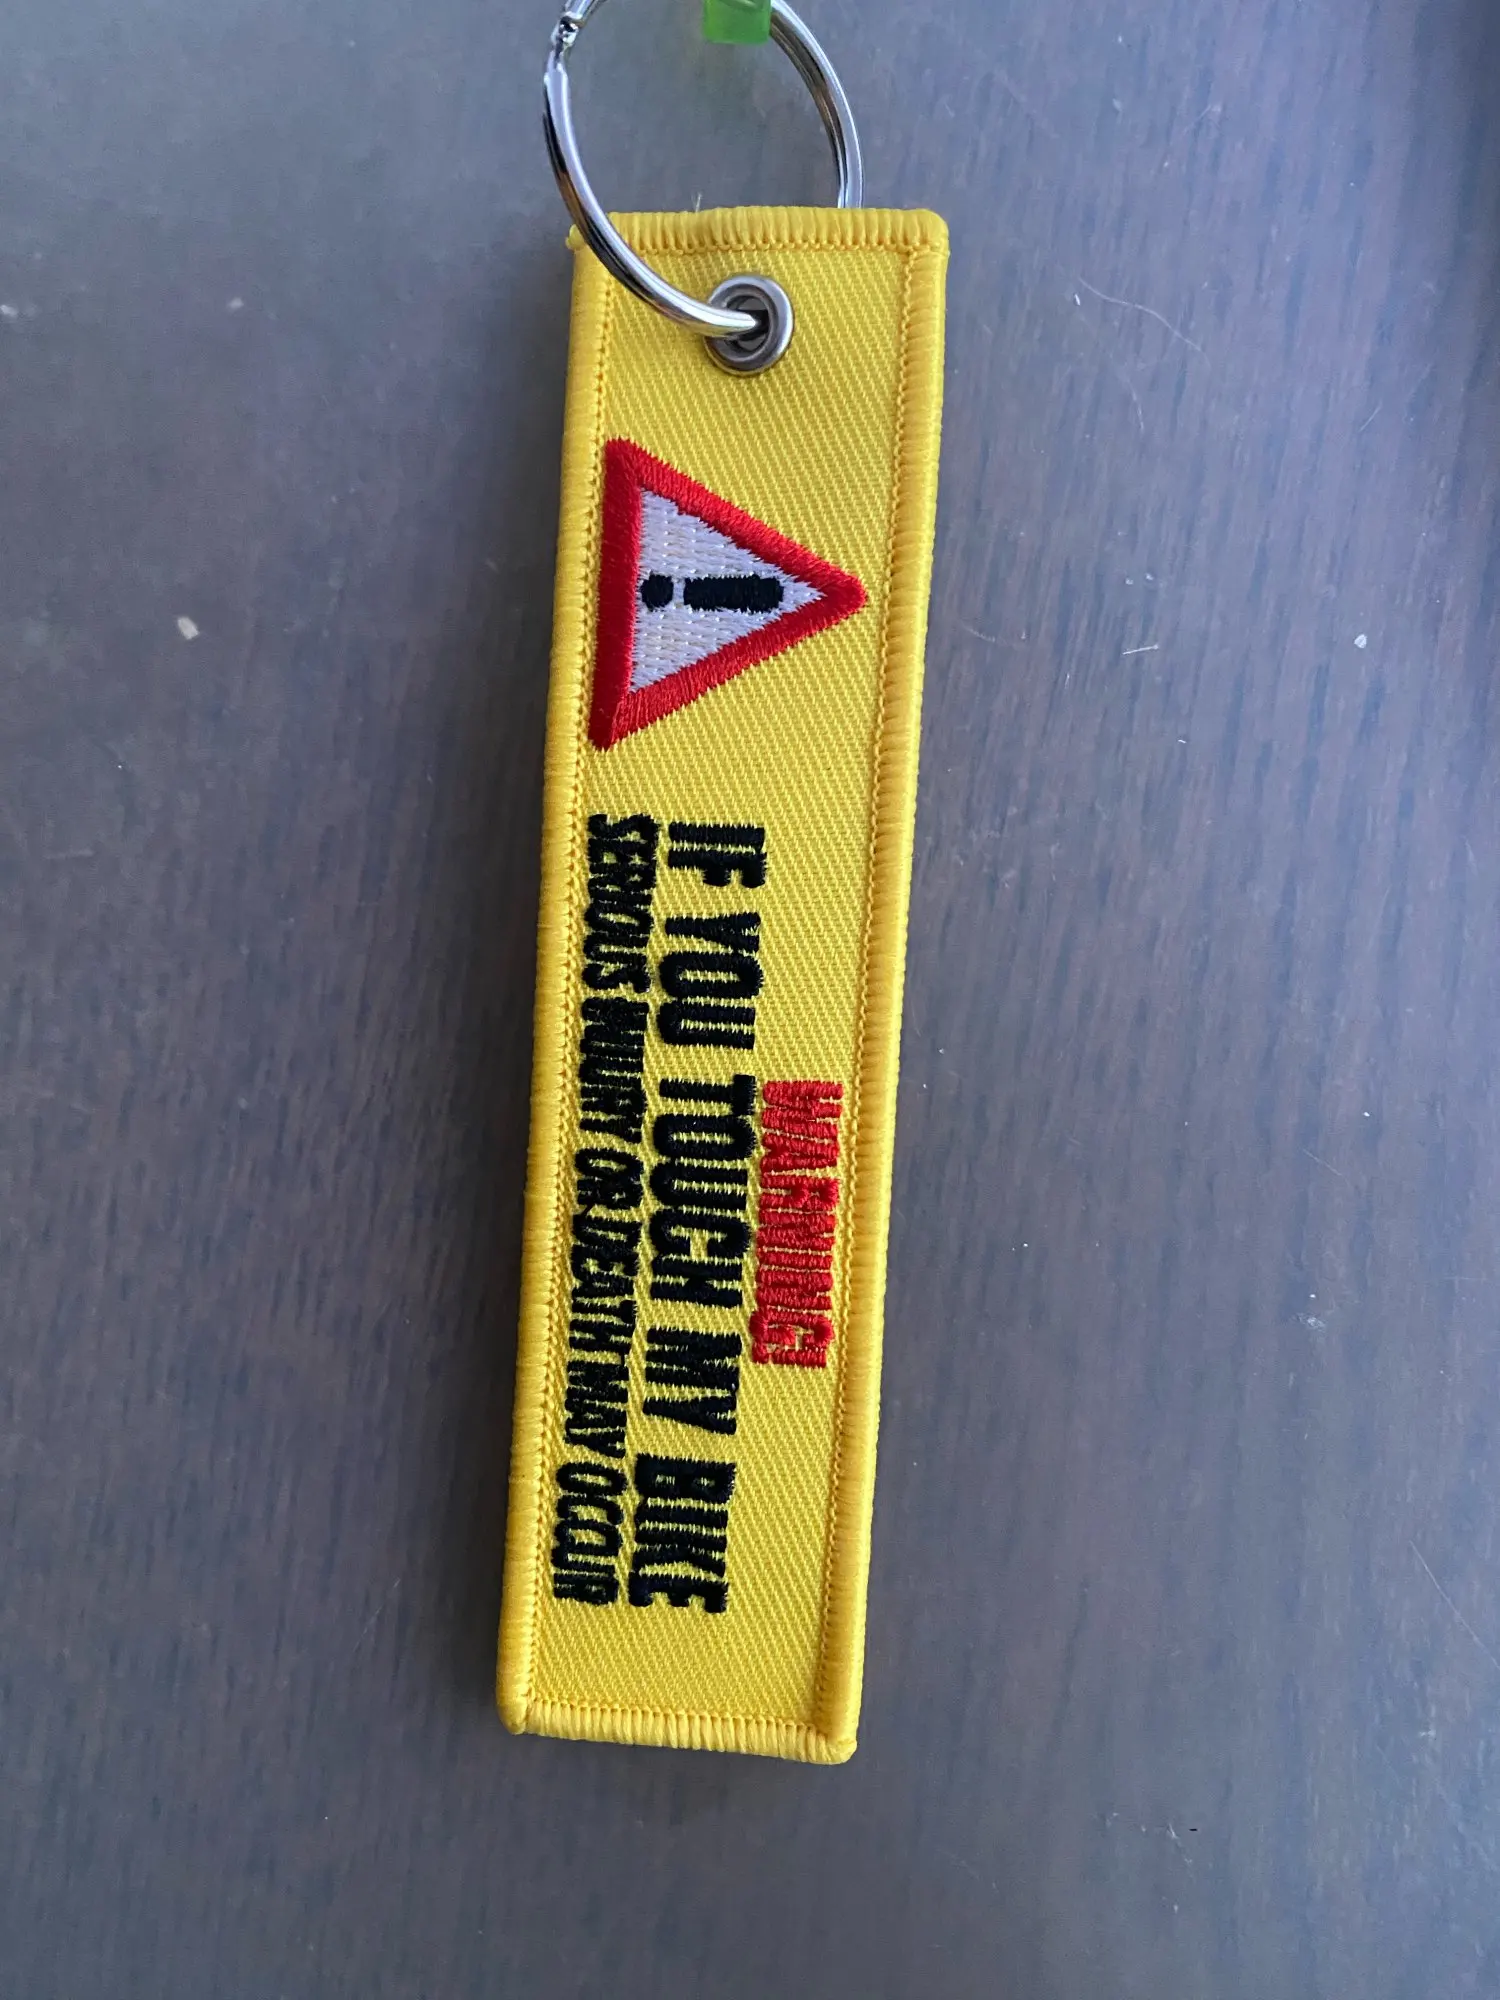 !
WARNING!
IF YOU TOUCH MY BIKE
SERIOUS INJURY OR DEATH MAY OCCUR